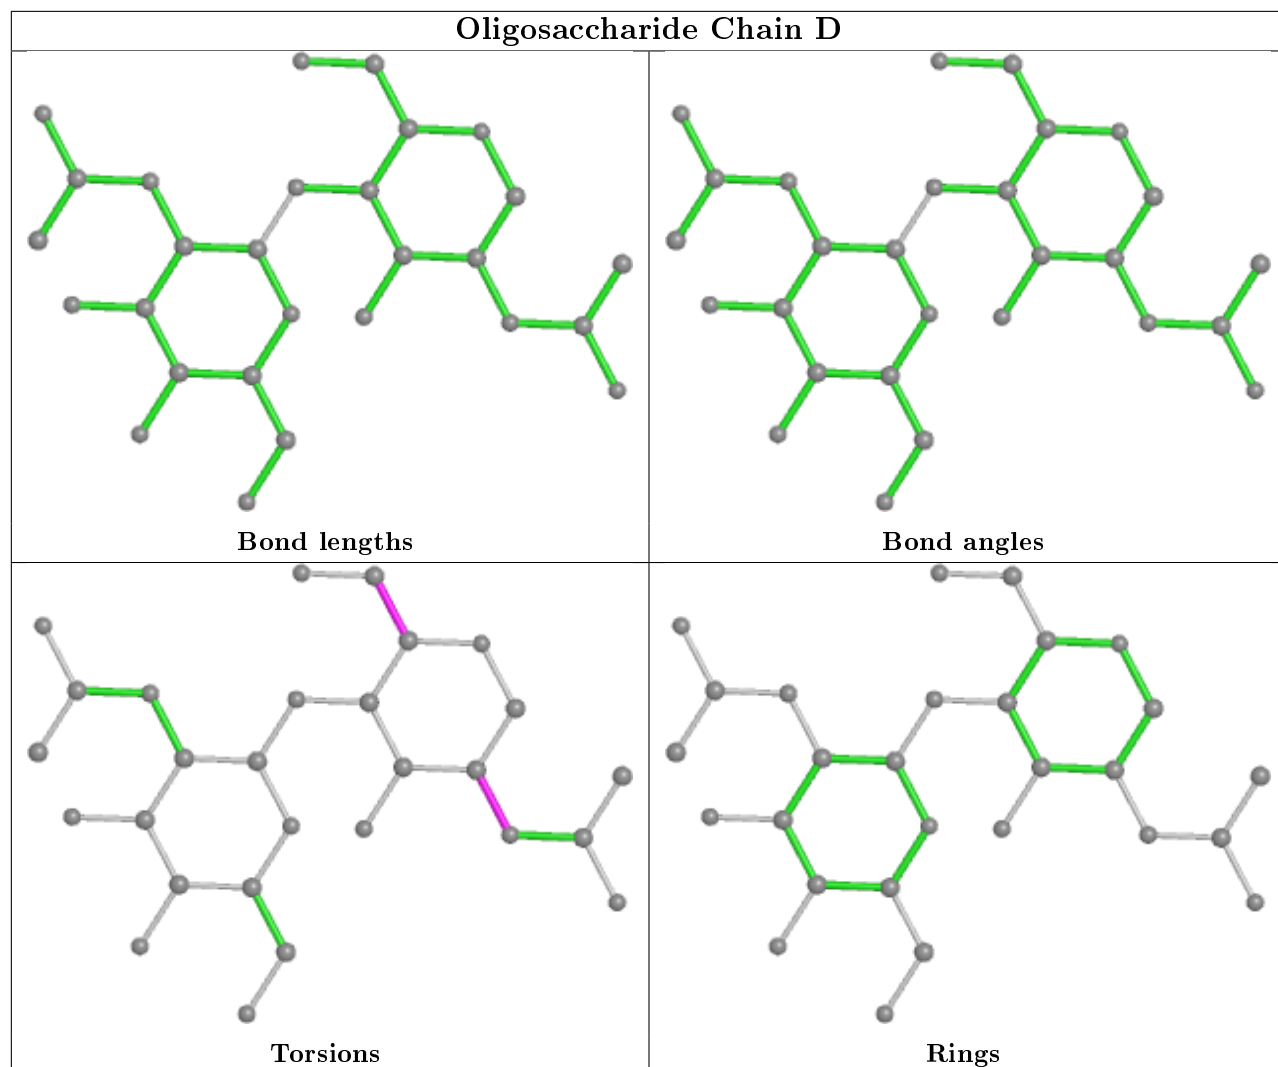 Oligosaccharide Chain D
Bond lengths
Bond angles
Torsions
Rings